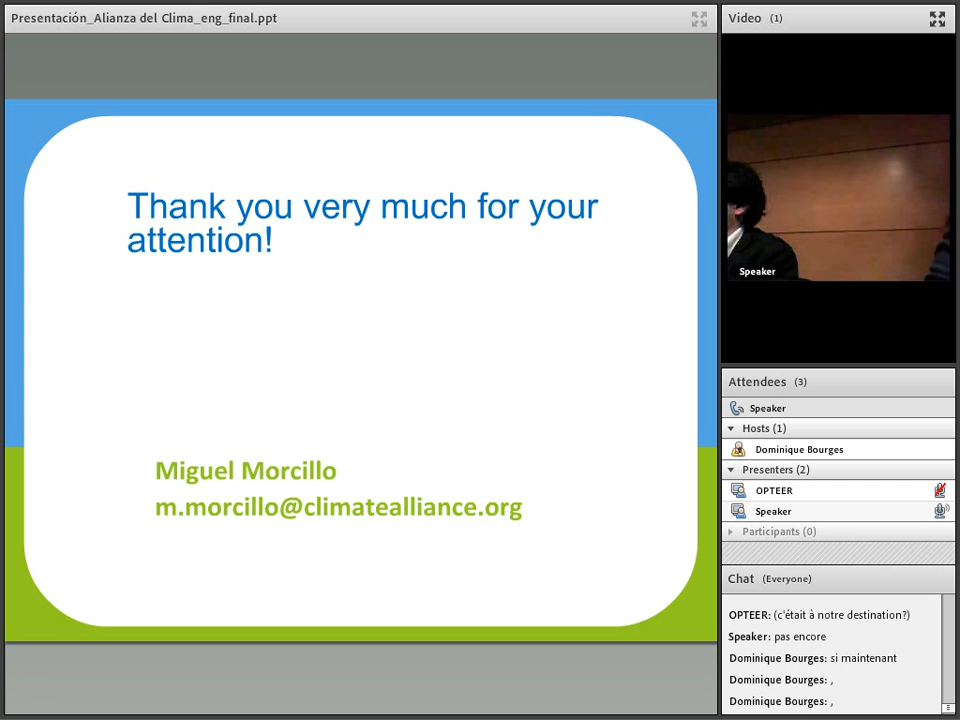 Presentación_Alianza del Clima_eng_final.ppt
Thank you very much for your
attention!
Miguel Morcillo
m.morcillo@climatealliance.org
Video (1)
Speaker
Attendees (3)
Speaker
Hosts (1)
Dominique Bourges
Presenters (2)
OPTEER
Speaker
Participants (0)
Chat (Everyone)
OPTEER: (c'était à notre destination?)
Speaker: pas encore
Dominique Bourges: si maintenant
Dominique Bourges: ,
Dominique Bourges: ,